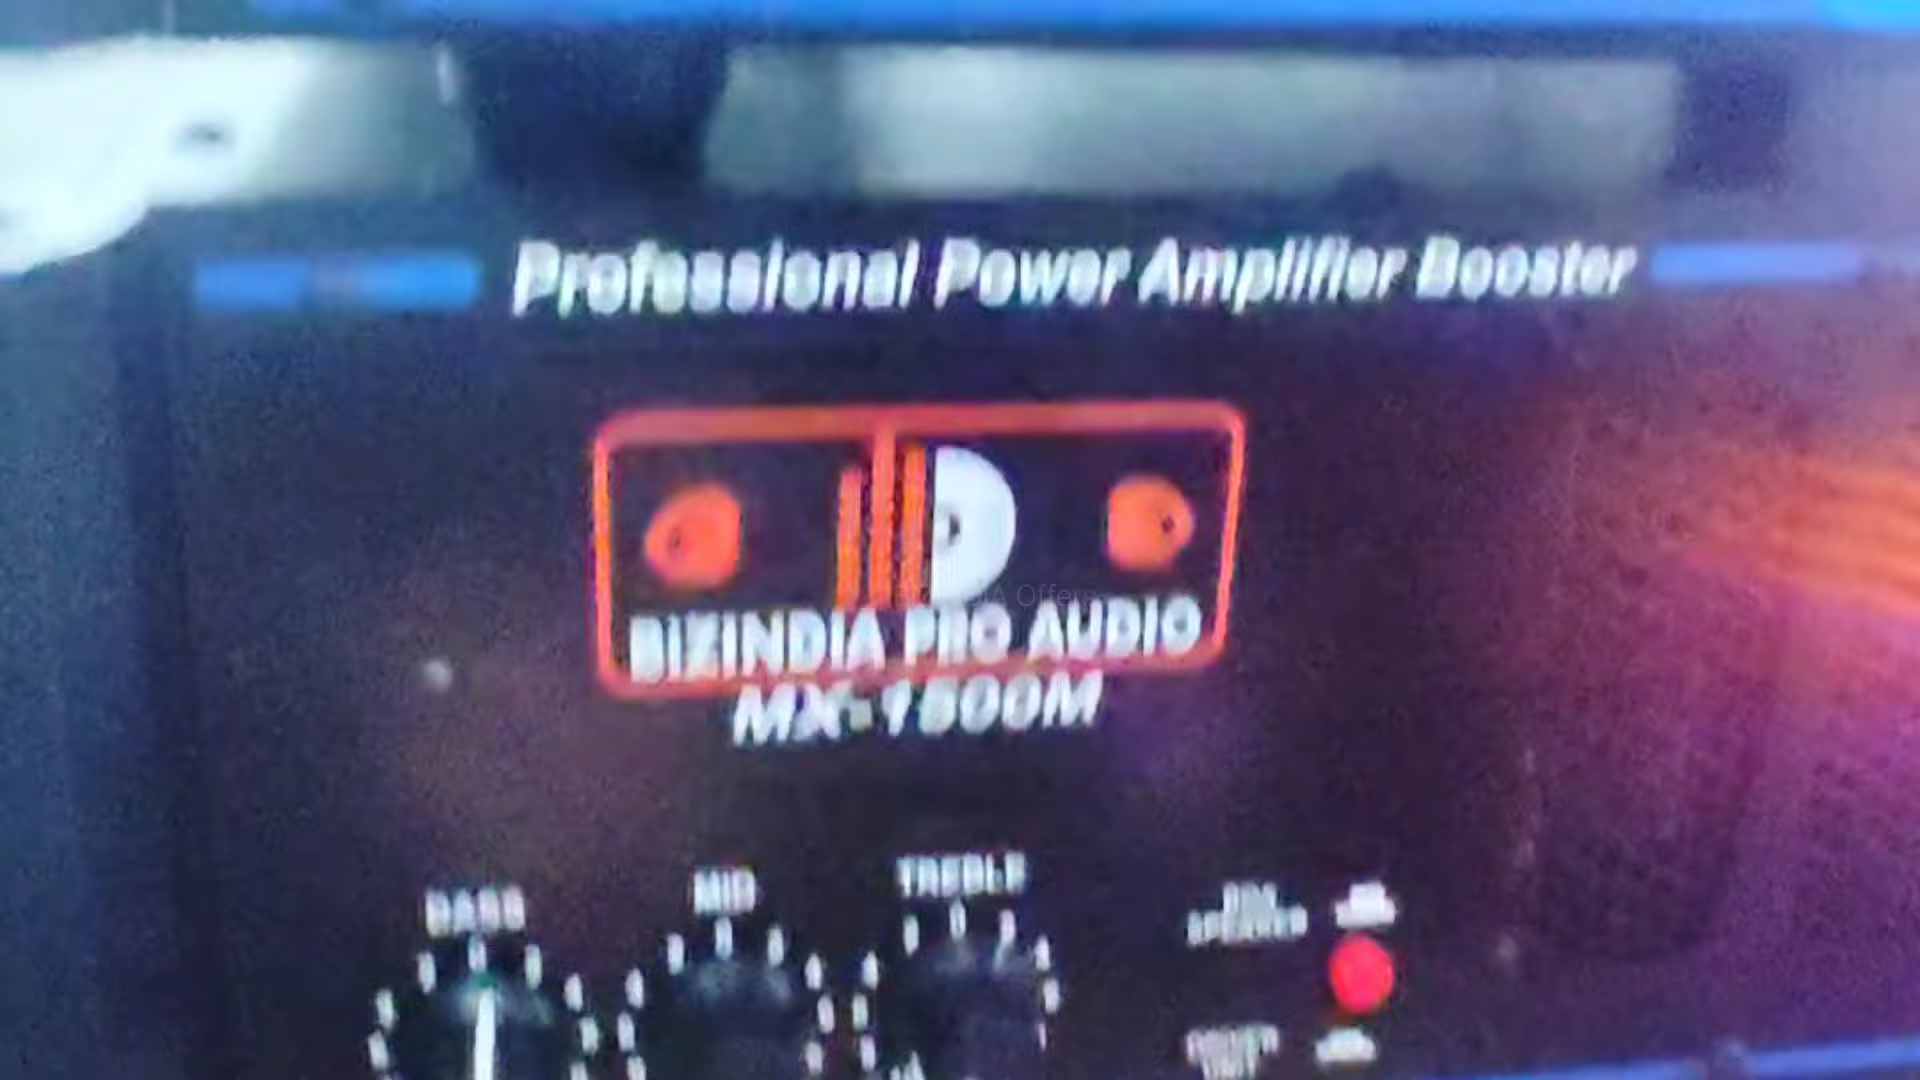 Professional Power Amplifier Booster
BIZINDIA PRO AUDIO
MX-1500M
BASS
MID
TREBLE